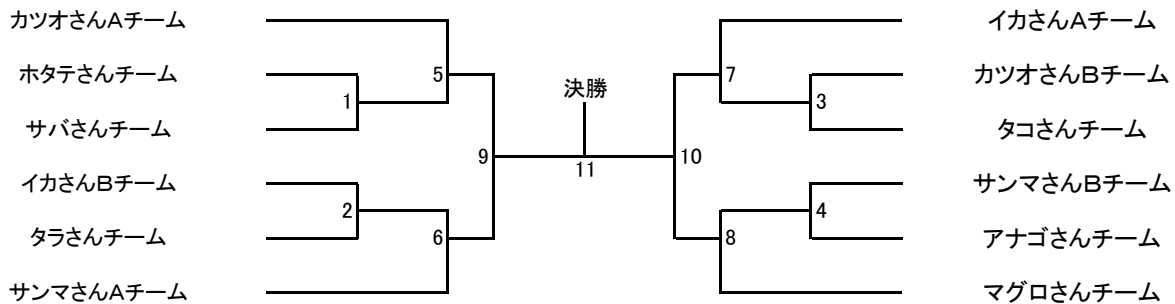 カツオさんAチーム
イカさんAチーム
5
7
ホタテさんチーム
カツオさんBチーム
決勝
1
3
サバさんチーム
タコさんチーム
9
10
11
イカさんBチーム
サンマさんBチーム
2
4
タラさんチーム
アナゴさんチーム
6
8
サンマさんAチーム
マグロさんチーム